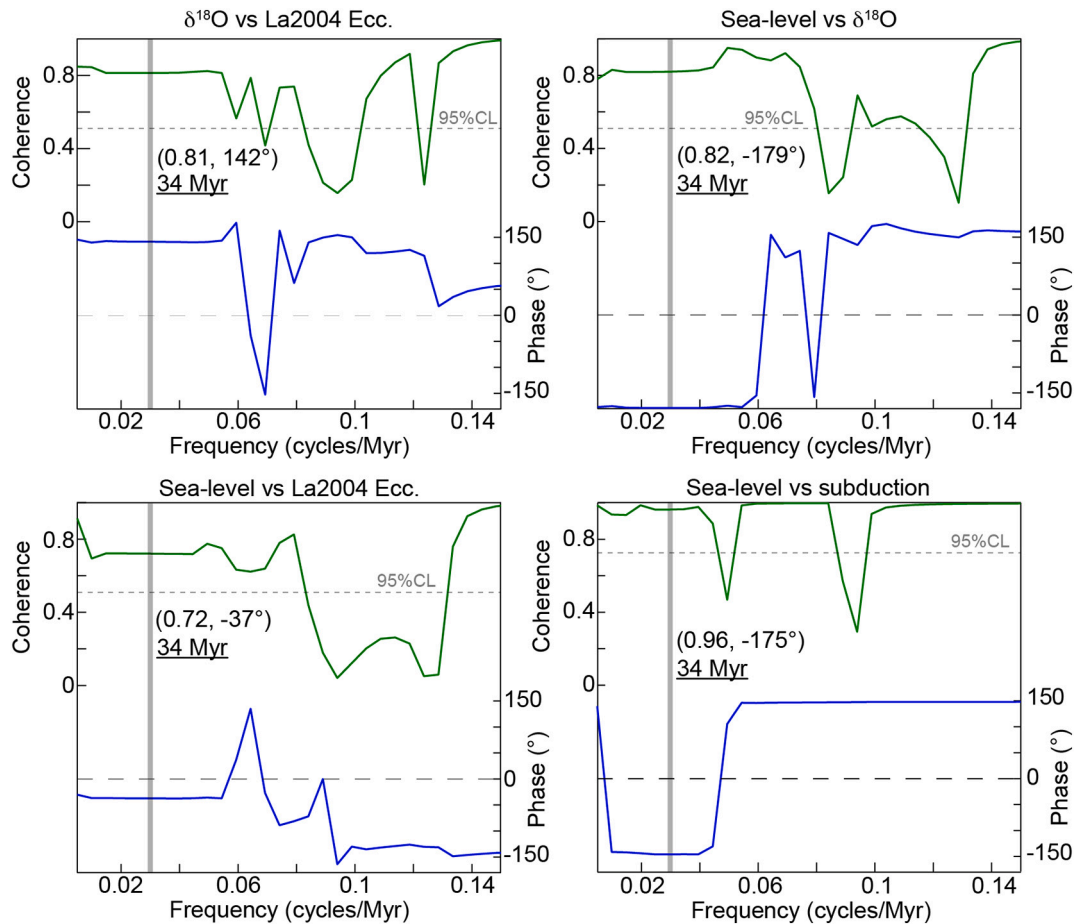 δ¹⁸O vs La2004 Ecc.
Coherence
0.8
0.4
0
95%CL
(0.81, 142°)
34 Myr
150
0
-150
Phase (°)
0.02
0.06
0.1
0.14
Frequency (cycles/Myr)
Sea-level vs δ¹⁸O
Coherence
0.8
0.4
0
95%CL
(0.82, -179°)
34 Myr
150
0
-150
Phase (°)
0.02
0.06
0.1
0.14
Frequency (cycles/Myr)
Sea-level vs La2004 Ecc.
Coherence
0.8
0.4
0
95%CL
(0.72, -37°)
34 Myr
150
0
-150
Phase (°)
0.02
0.06
0.1
0.14
Frequency (cycles/Myr)
Sea-level vs subduction
Coherence
0.8
0.4
0
95%CL
(0.96, -175°)
34 Myr
150
0
-150
Phase (°)
0.02
0.06
0.1
0.14
Frequency (cycles/Myr)